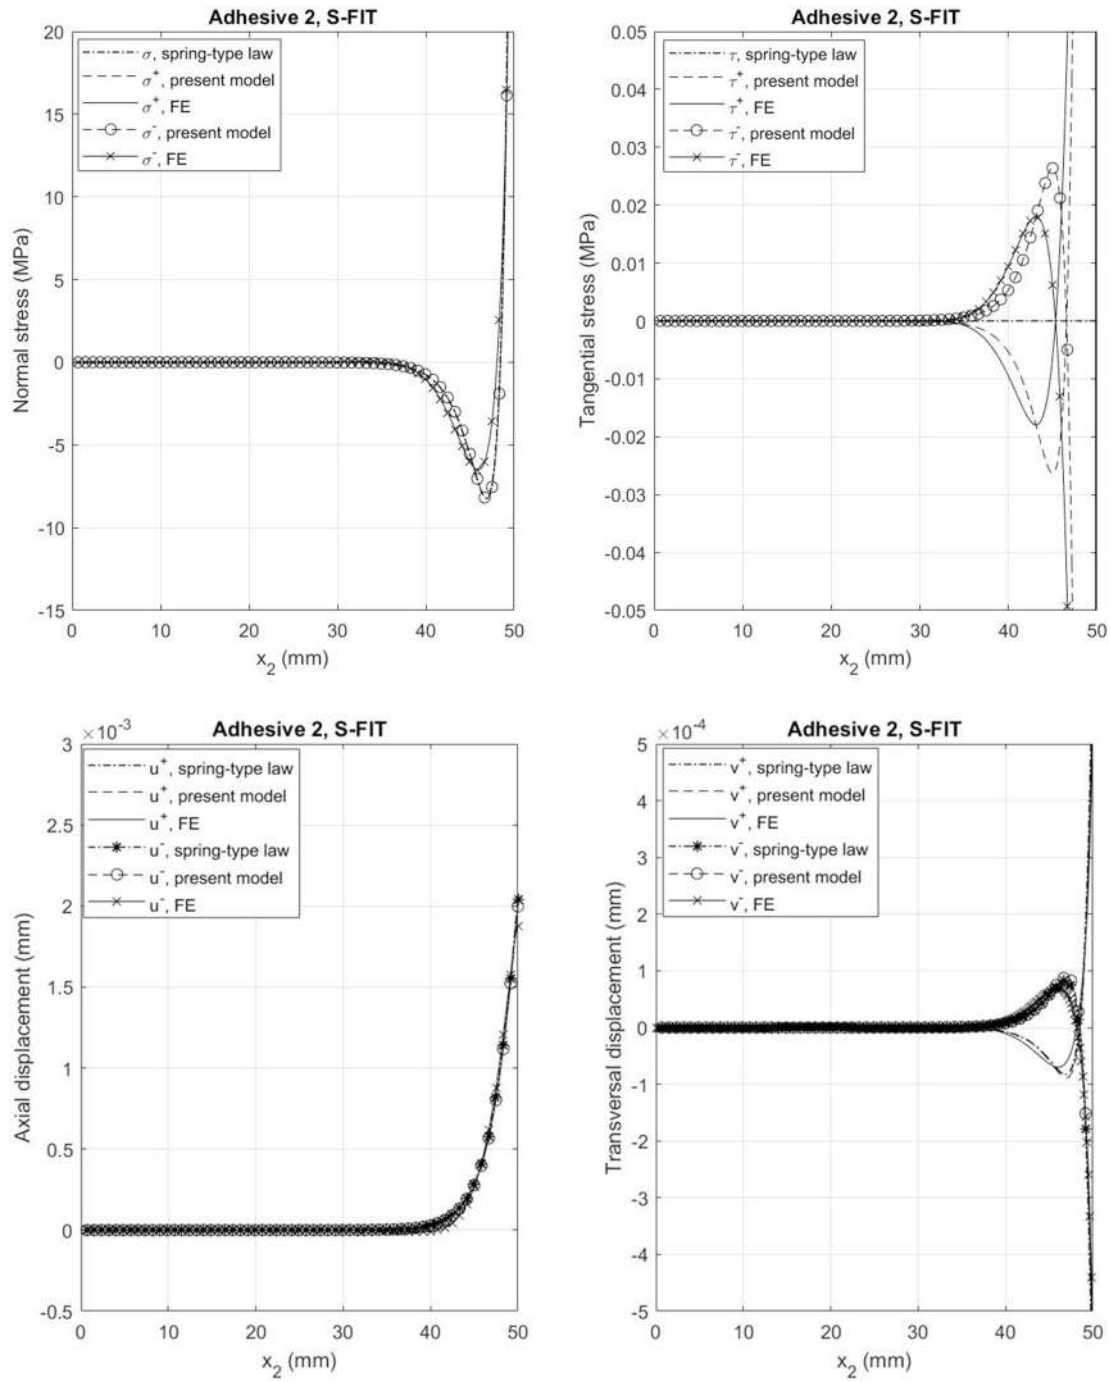 Adhesive 2, S-FIT
σ, spring-type law
σ+, present model
σ+, FE
σ-, present model
σ-, FE
20
15
10
5
0
-5
-10
-15
Normal stress (MPa)
0 10 20 30 40 50
x2 (mm)
Adhesive 2, S-FIT
τ, spring-type law
τ+, present model
τ+, FE
τ-, present model
τ-, FE
0.05
0.04
0.03
0.02
0.01
0
-0.01
-0.02
-0.03
-0.04
-0.05
Tangential stress (MPa)
0 10 20 30 40 50
x2 (mm)
×10-3
Adhesive 2, S-FIT
u+, spring-type law
u+, present model
u+, FE
u-, spring-type law
u-, present model
u-, FE
3
2.5
2
1.5
1
0.5
0
-0.5
Axial displacement (mm)
0 10 20 30 40 50
x2 (mm)
×10-4
Adhesive 2, S-FIT
v+, spring-type law
v+, present model
v+, FE
v-, spring-type law
v-, present model
v-, FE
5
4
3
2
1
0
-1
-2
-3
-4
-5
Transversal displacement (mm)
0 10 20 30 40 50
x2 (mm)